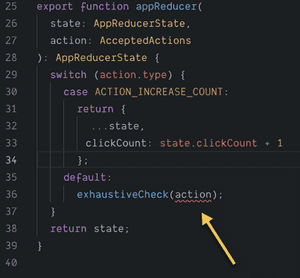 25 export function appReducer(
26 state: AppReducerState,
27 action: AcceptedActions
28 ): AppReducerState {
29 switch (action.type) {
30 case ACTION_INCREASE_COUNT:
31 return {
32 ...state,
33 clickCount: state.clickCount + 1
34 };
35 default:
36 exhaustiveCheck(action);
37 }
38 return state;
39 }
40